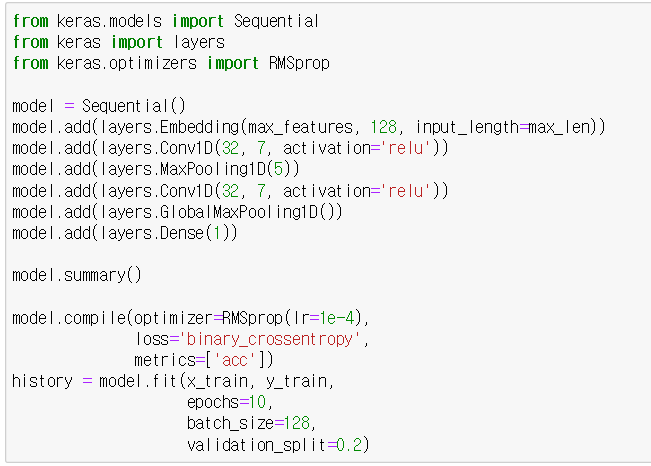 from keras.models import Sequential
from keras import layers
from keras.optimizers import RMSprop

model = Sequential()
model.add(layers.Embedding(max_features, 128, input_length=max_len))
model.add(layers.Conv1D(32, 7, activation='relu'))
model.add(layers.MaxPooling1D(5))
model.add(layers.Conv1D(32, 7, activation='relu'))
model.add(layers.GlobalMaxPooling1D())
model.add(layers.Dense(1))

model.summary()

model.compile(optimizer=RMSprop(lr=1e-4),
              loss='binary_crossentropy',
              metrics=['acc'])
history = model.fit(x_train, y_train,
                    epochs=10,
                    batch_size=128,
                    validation_split=0.2)